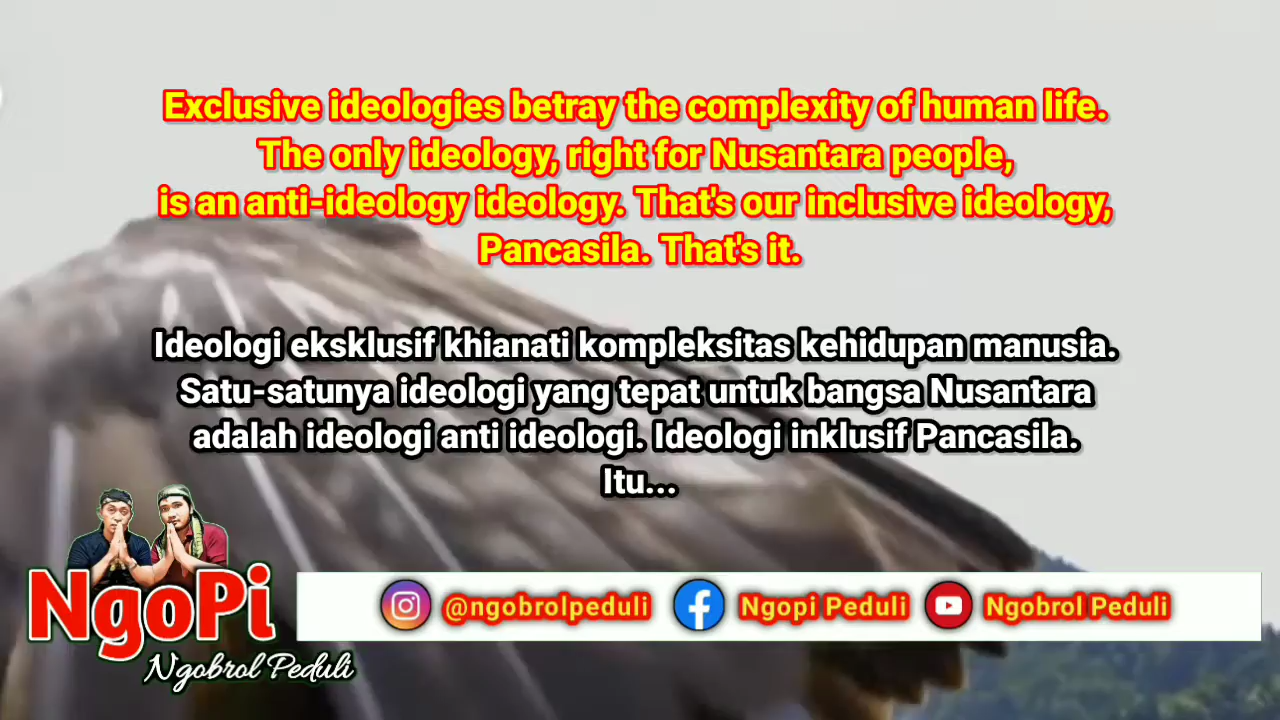 Exclusive ideologies betray the complexity of human life.
The only ideology, right for Nusantara people,
is an anti-ideology ideology. That's our inclusive ideology,
Pancasila. That's it.
Ideologi eksklusif khianati kompleksitas kehidupan manusia.
Satu-satunya ideologi yang tepat untuk bangsa Nusantara
adalah ideologi anti ideologi. Ideologi inklusif Pancasila.
Itu...
NgoPi
Ngobrol Peduli
@ngobrolpeduli
Ngopi Peduli
Ngobrol Peduli